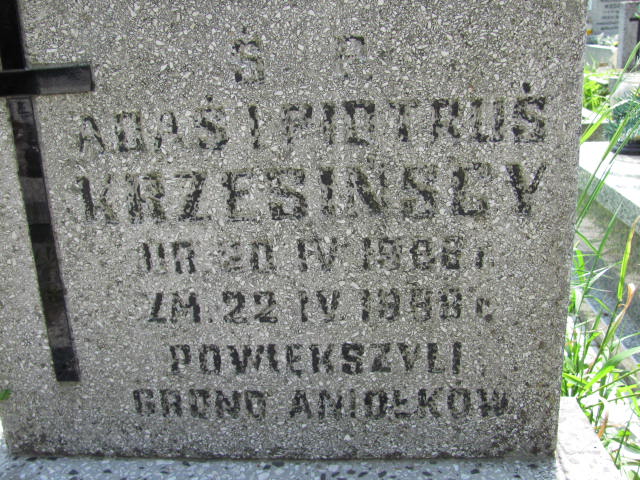 Ś P.
ADAŚ I PIOTRUŚ
KRZESIŃSCY
UR. 20 IV 1988 r.
ZM. 22 IV. 1988 r.
POWIĘKSZYLI
GRONO ANIOŁKÓW